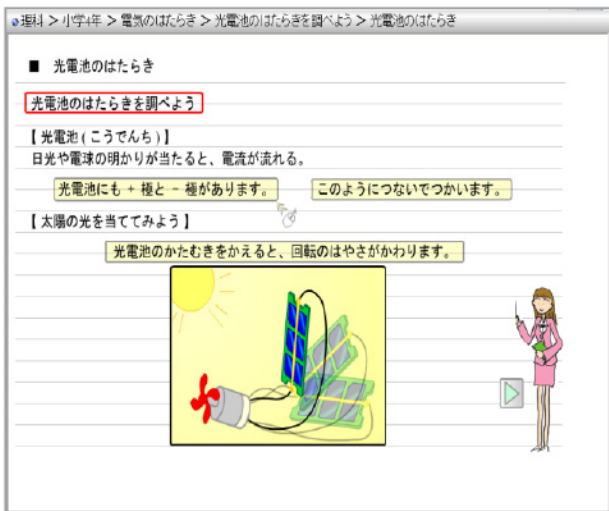 理科 > 小学4年 > 電気のはたらき > 光電池のはたらきを調べよう > 光電池のはたらき
■ 光電池のはたらき
光電池のはたらきを調べよう
【光電池(こうでんち)】
日光や電球の明かりが当たると、電流が流れる。
光電池にも + 極と − 極があります。 このようにつないでつかいます。
【太陽の光を当ててみよう】
光電池のかたむきをかえると、回転のはやさがかわります。